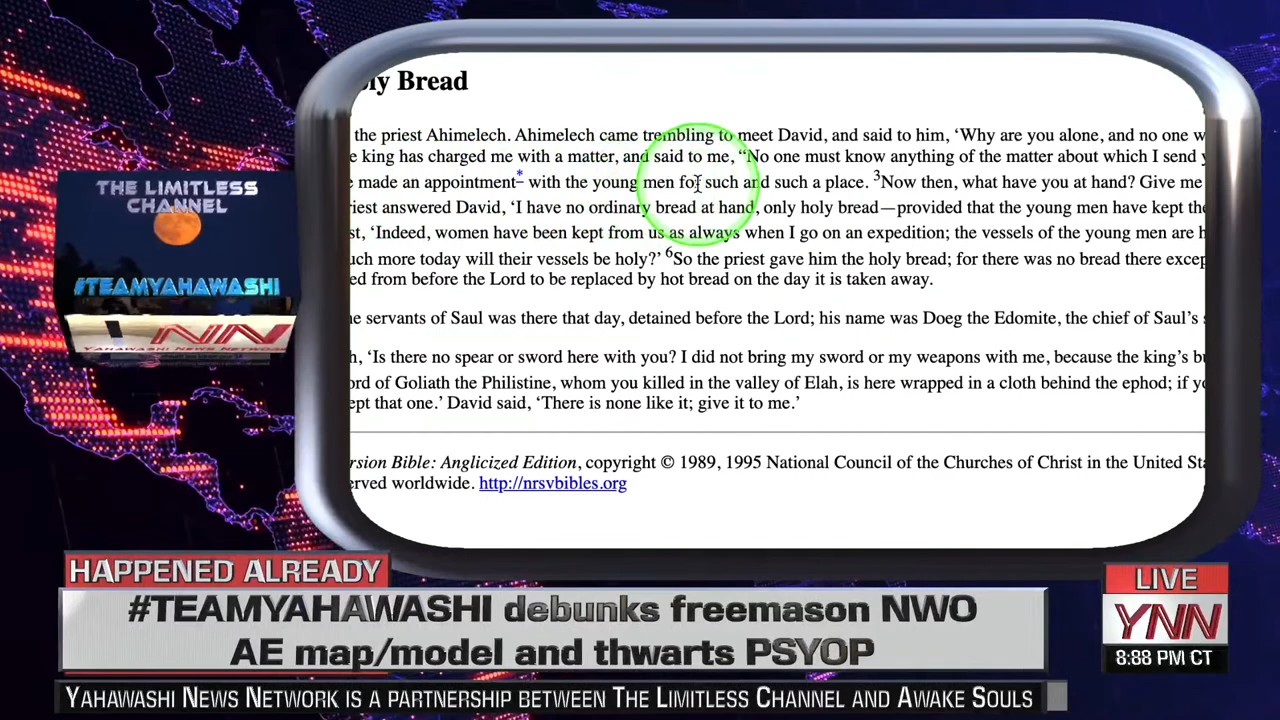 ly Bread
the priest Ahimelech. Ahimelech came trembling to meet David, and said to him, ‘Why are you alone, and no one w
e king has charged me with a matter, and said to me, “No one must know anything of the matter about which I send y
e made an appointment* with the young men for such and such a place. 3Now then, what have you at hand? Give me
riest answered David, ‘I have no ordinary bread at hand, only holy bread—provided that the young men have kept the
st, ‘Indeed, women have been kept from us as always when I go on an expedition; the vessels of the young men are h
uch more today will their vessels be holy?’ 6So the priest gave him the holy bread; for there was no bread there excep
ed from before the Lord to be replaced by hot bread on the day it is taken away.
he servants of Saul was there that day, detained before the Lord; his name was Doeg the Edomite, the chief of Saul’s s
h, ‘Is there no spear or sword here with you? I did not bring my sword or my weapons with me, because the king’s bu
ord of Goliath the Philistine, whom you killed in the valley of Elah, is here wrapped in a cloth behind the ephod; if yo
ept that one.’ David said, ‘There is none like it; give it to me.’
rsion Bible: Anglicized Edition, copyright © 1989, 1995 National Council of the Churches of Christ in the United Sta
erved worldwide. http://nrsvbibles.org
THE LIMITLESS
CHANNEL
#TEAMYAHAWASHI
YNN
YAHAWASHI NEWS NETWORK
HAPPENED ALREADY
#TEAMYAHAWASHI debunks freemason NWO
AE map/model and thwarts PSYOP
LIVE
YNN
8:88 PM CT
YAHAWASHI NEWS NETWORK IS A PARTNERSHIP BETWEEN THE LIMITLESS CHANNEL AND AWAKE SOULS